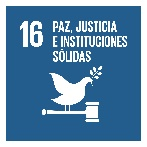 16 PAZ, JUSTICIA
E INSTITUCIONES
SÓLIDAS